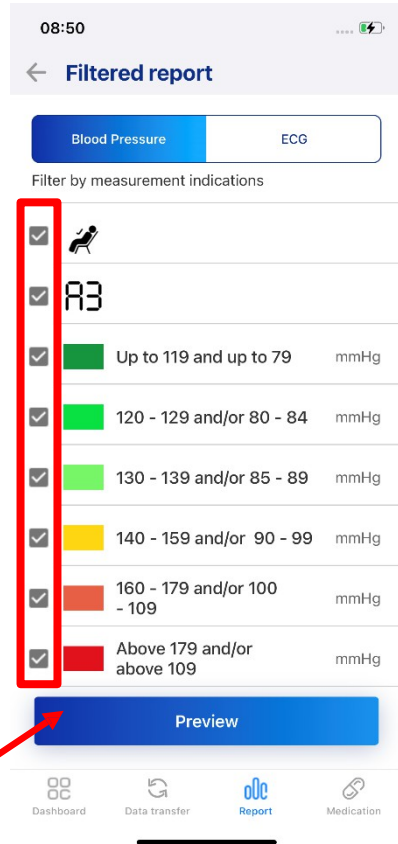 08:50
Filtered report
Blood Pressure ECG
Filter by measurement indications
A3
Up to 119 and up to 79 mmHg
120 - 129 and/or 80 - 84 mmHg
130 - 139 and/or 85 - 89 mmHg
140 - 159 and/or 90 - 99 mmHg
160 - 179 and/or 100
- 109 mmHg
Above 179 and/or
above 109 mmHg
Preview
Dashboard Data transfer Report Medication